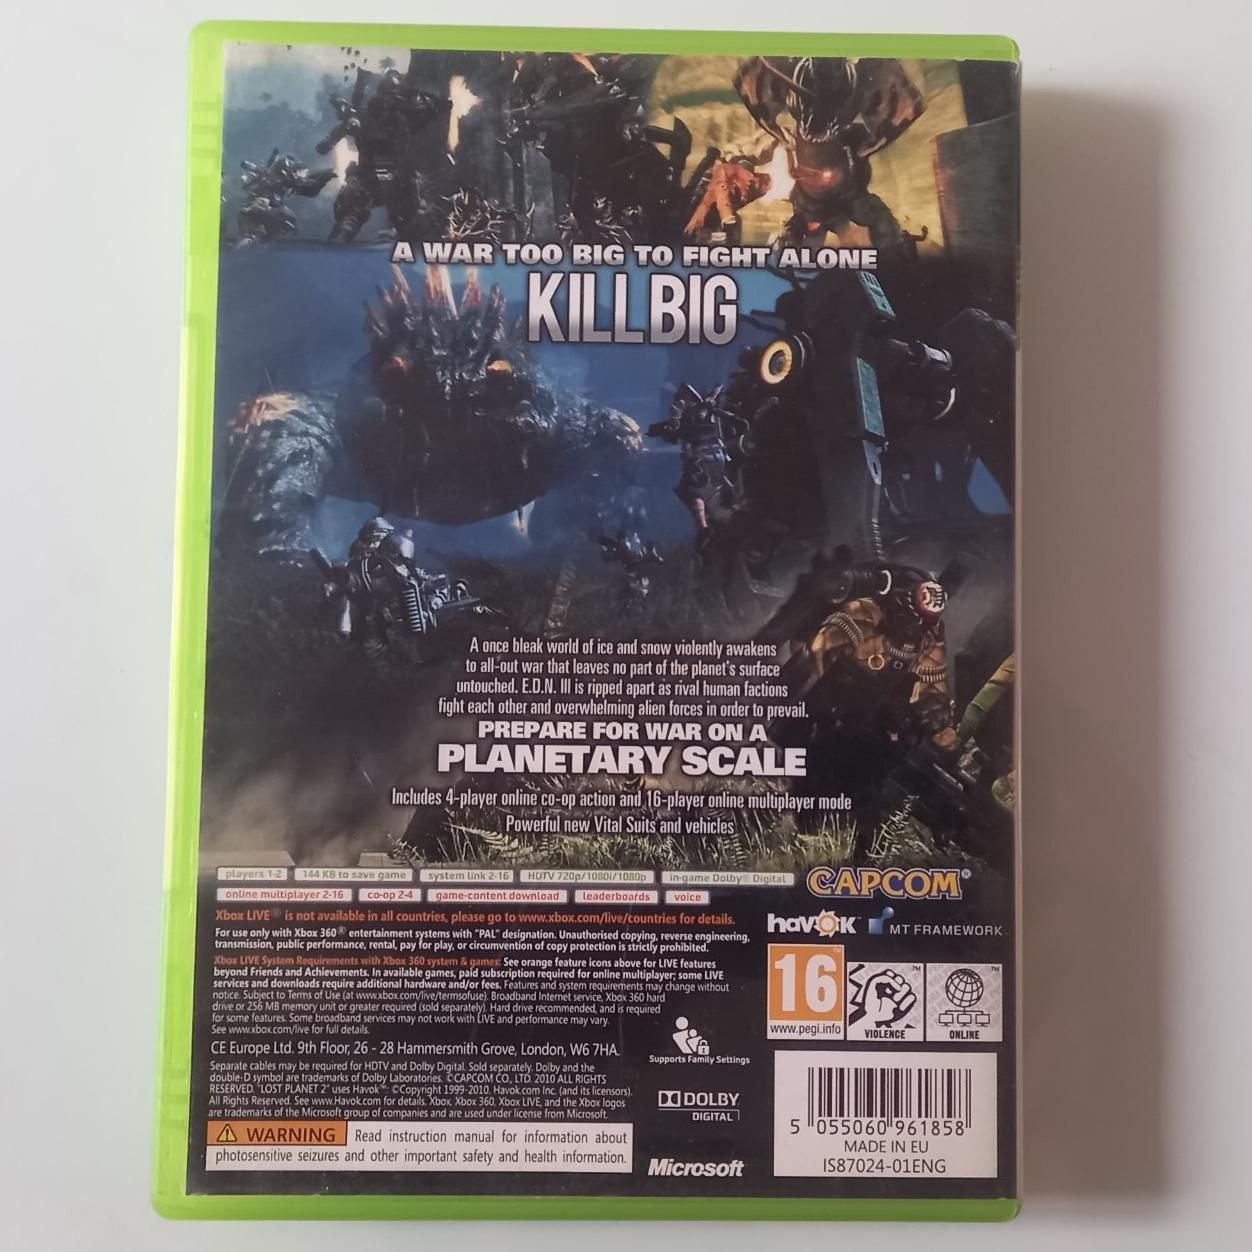 A WAR TOO BIG TO FIGHT ALONE
KILL BIG
A once bleak world of ice and snow violently awakens
to all-out war that leaves no part of the planet's surface
untouched. E.D.N. III is ripped apart as rival human factions
fight each other and overwhelming alien forces in order to prevail.
PREPARE FOR WAR ON A
PLANETARY SCALE
Includes 4-player online co-op action and 16-player online multiplayer mode
Powerful new Vital Suits and vehicles
players 1-2 144 KB to save game system link 2-16 HDTV 720p/1080i/1080p in-game Dolby® Digital
online multiplayer 2-16 co-op 2-4 game-content download leaderboards voice
CAPCOM®
Xbox LIVE® is not available in all countries, please go to www.xbox.com/live/countries for details.
For use only with Xbox 360® entertainment systems with "PAL" designation. Unauthorised copying, reverse engineering,
transmission, public performance, rental, pay for play, or circumvention of copy protection is strictly prohibited.
havok™ MT FRAMEWORK
Xbox LIVE System Requirements with Xbox 360 system & games: See orange feature icons above for LIVE features
beyond Friends and Achievements. In available games, paid subscription required for online multiplayer; some LIVE
services and downloads require additional hardware and/or fees. Features and system requirements may change without
notice. Subject to Terms of Use (at www.xbox.com/live/termsofuse). Broadband Internet service, Xbox 360 hard
drive or 256 MB memory unit or greater required (sold separately). Hard drive recommended, and is required
for some features. Some broadband services may not work with LIVE and performance may vary.
See www.xbox.com/live for full details.
16
www.pegi.info
™
VIOLENCE
™
ONLINE
CE Europe Ltd. 9th Floor, 26 - 28 Hammersmith Grove, London, W6 7HA.
Supports Family Settings
Separate cables may be required for HDTV and Dolby Digital. Sold separately. Dolby and the
double-D symbol are trademarks of Dolby Laboratories. ©CAPCOM CO., LTD. 2010 ALL RIGHTS
RESERVED. "LOST PLANET 2" uses Havok™: ©Copyright 1999-2010. Havok.com Inc. (and its licensors).
All Rights Reserved. See www.Havok.com for details. Xbox, Xbox 360, Xbox LIVE, and the Xbox logos
are trademarks of the Microsoft group of companies and are used under license from Microsoft.
DOLBY
DIGITAL
WARNING Read instruction manual for information about
photosensitive seizures and other important safety and health information.
Microsoft
5 055060 961858
MADE IN EU
IS87024-01ENG